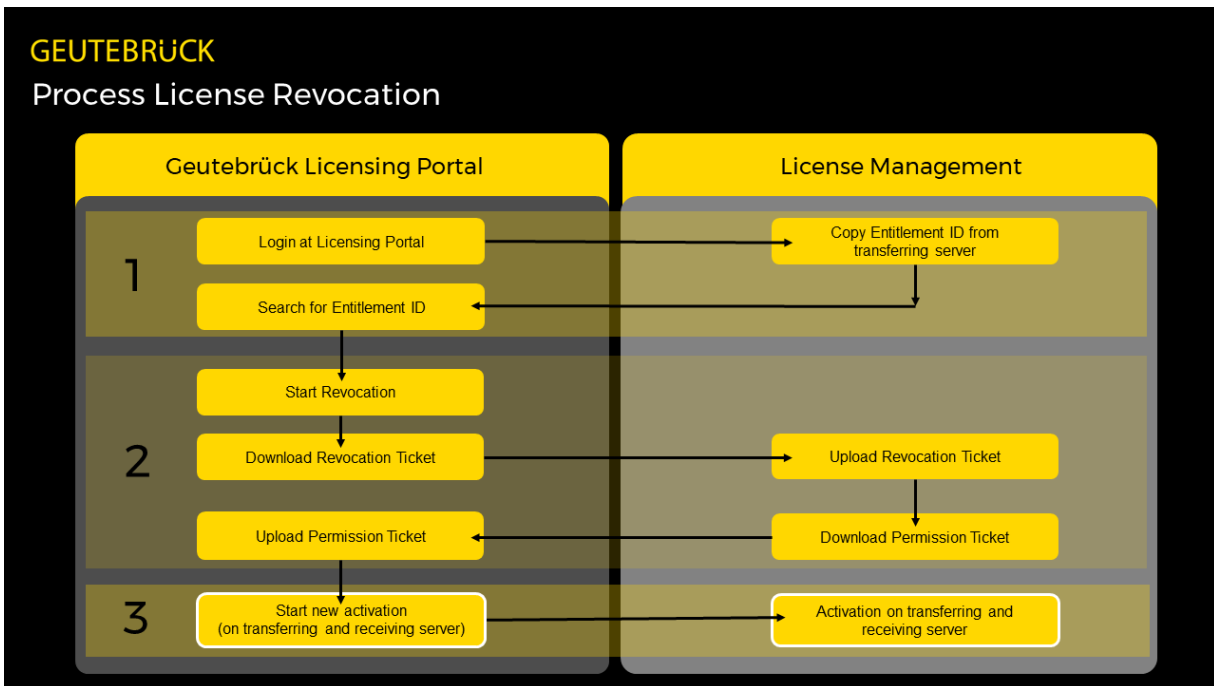 GEUTEBRÜCK
Process License Revocation
Geutebrück Licensing Portal
License Management
1
Login at Licensing Portal
Copy Entitlement ID from
transferring server
Search for Entitlement ID
2
Start Revocation
Download Revocation Ticket
Upload Revocation Ticket
Upload Permission Ticket
Download Permission Ticket
3
Start new activation
(on transferring and receiving server)
Activation on transferring and
receiving server